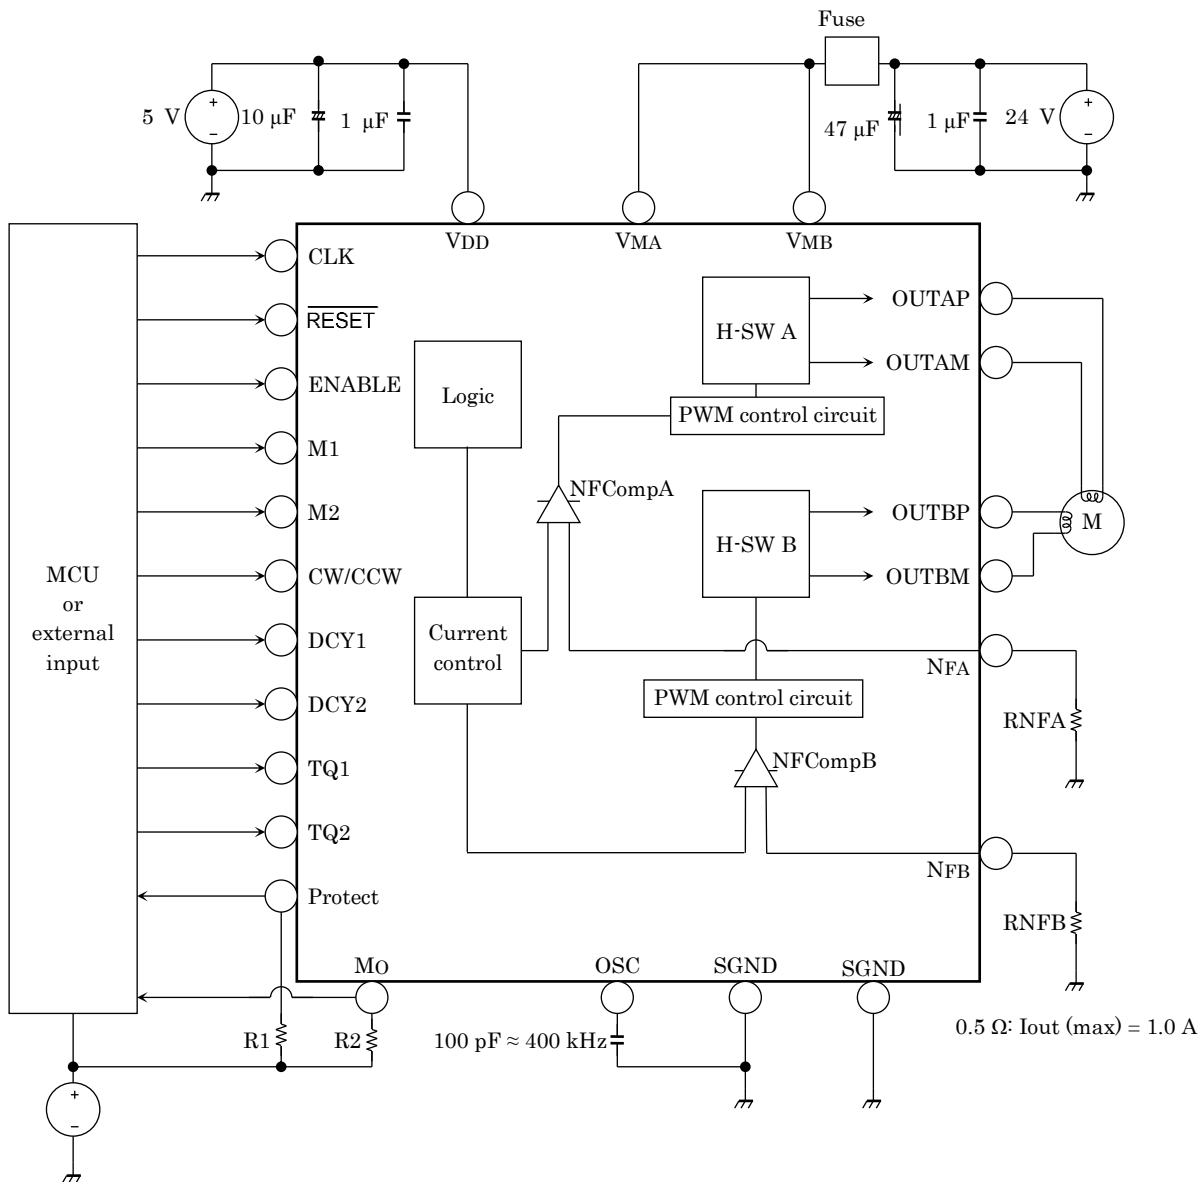 Fuse
5 V
+
−
10 µF
1 µF
47 µF
1 µF
24 V
+
−
VDD
VMA
VMB
CLK
RESET
ENABLE
M1
M2
CW/CCW
DCY1
DCY2
TQ1
TQ2
Protect
MCU
or
external
input
Logic
Current
control
H-SW A
PWM control circuit
NFCompA
H-SW B
PWM control circuit
NFCompB
OUTAP
OUTAM
OUTBP
OUTBM
M
NFA
RNFA
NFB
RNFB
MO
OSC
SGND
SGND
R1
R2
100 pF ≈ 400 kHz
0.5 Ω: Iout (max) = 1.0 A
+
−